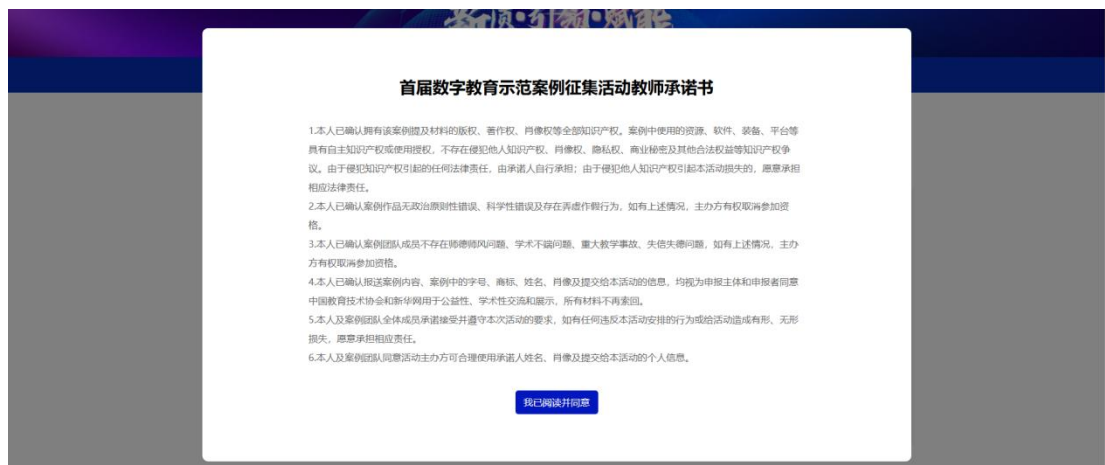 首届数字教育示范案例征集活动教师承诺书
1.本人已确认拥有该案例提及材料的版权、著作权、肖像权等全部知识产权。案例中使用的资源、软件、装备、平台等
具有自主知识产权或使用授权，不存在侵犯他人知识产权、肖像权、隐私权、商业秘密及其他合法权益等知识产权争
议。由于侵犯知识产权引起的任何法律责任，由承诺人自行承担；由于侵犯他人知识产权引起本活动损失的，愿意承担
相应法律责任。
2.本人已确认案例作品无政治原则性错误、科学性错误及存在弄虚作假行为，如有上述情况，主办方有权取消参加资
格。
3.本人已确认案例团队成员不存在师德师风问题、学术不端问题、重大教学事故、失信失德问题，如有上述情况，主办
方有权取消参加资格。
4.本人已确认报送案例内容、案例中的字号、商标、姓名、肖像及提交给本活动的信息，均视为申报主体和申报者同意
中国教育技术协会和新华网用于公益性、学术性交流和展示，所有材料不再索回。
5.本人及案例团队全体成员承诺接受并遵守本次活动的要求，如有任何违反本活动安排的行为或给活动造成有形、无形
损失，愿意承担相应责任。
6.本人及案例团队同意活动主办方可合理使用承诺人姓名、肖像及提交给本活动的个人信息。
我已阅读并同意